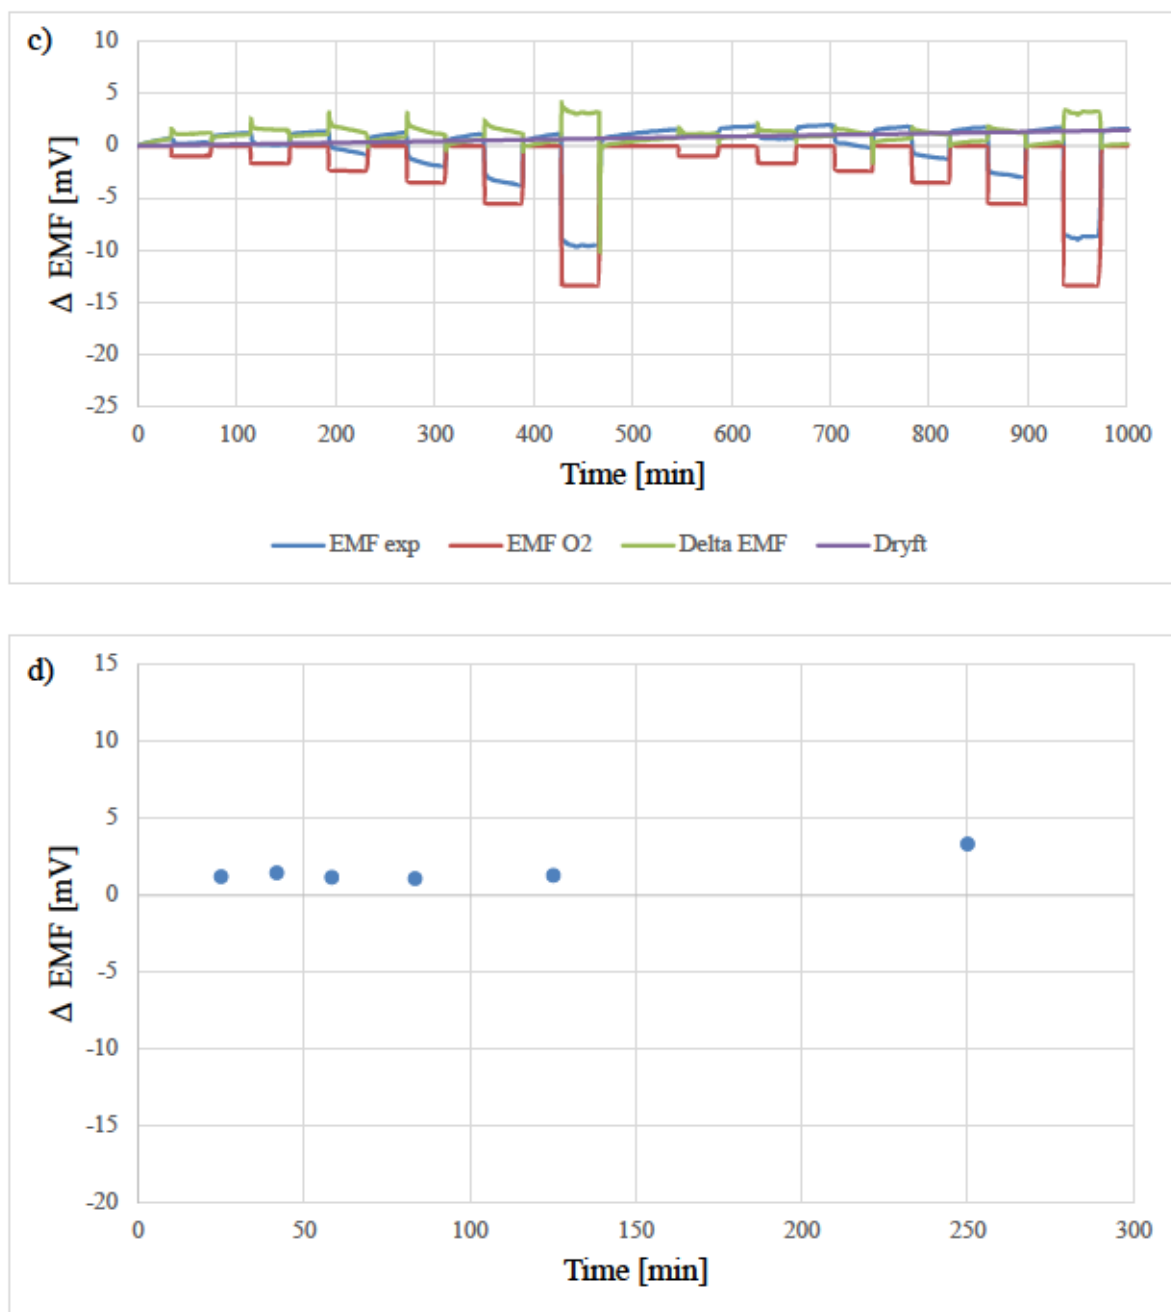 c)
10
5
0
-5
-10
-15
-20
-25
Δ EMF [mV]
0 100 200 300 400 500 600 700 800 900 1000
Time [min]
EMF exp EMF O2 Delta EMF Dryft
d)
15
10
5
0
-5
-10
-15
-20
Δ EMF [mV]
0 50 100 150 200 250 300
Time [min]